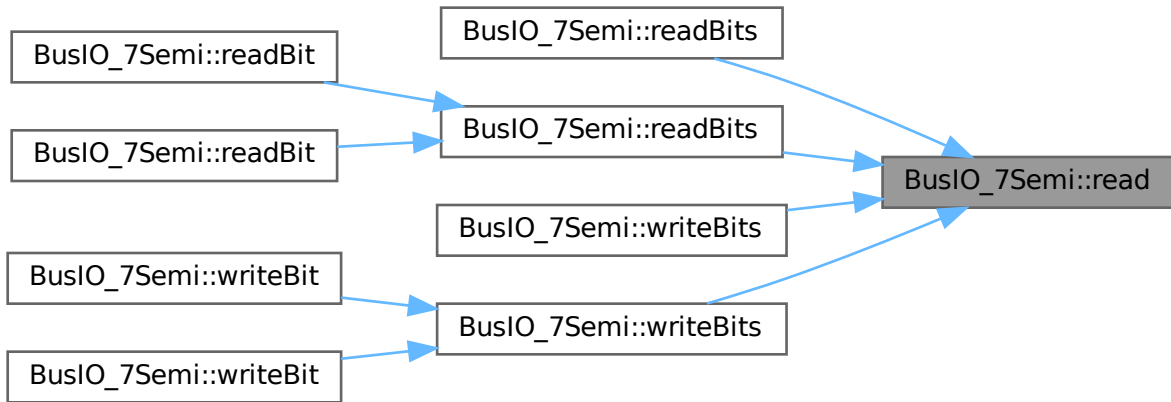 BusIO_7Semi::readBit
BusIO_7Semi::readBit
BusIO_7Semi::readBits
BusIO_7Semi::readBits
BusIO_7Semi::writeBits
BusIO_7Semi::writeBit
BusIO_7Semi::writeBit
BusIO_7Semi::writeBits
BusIO_7Semi::read